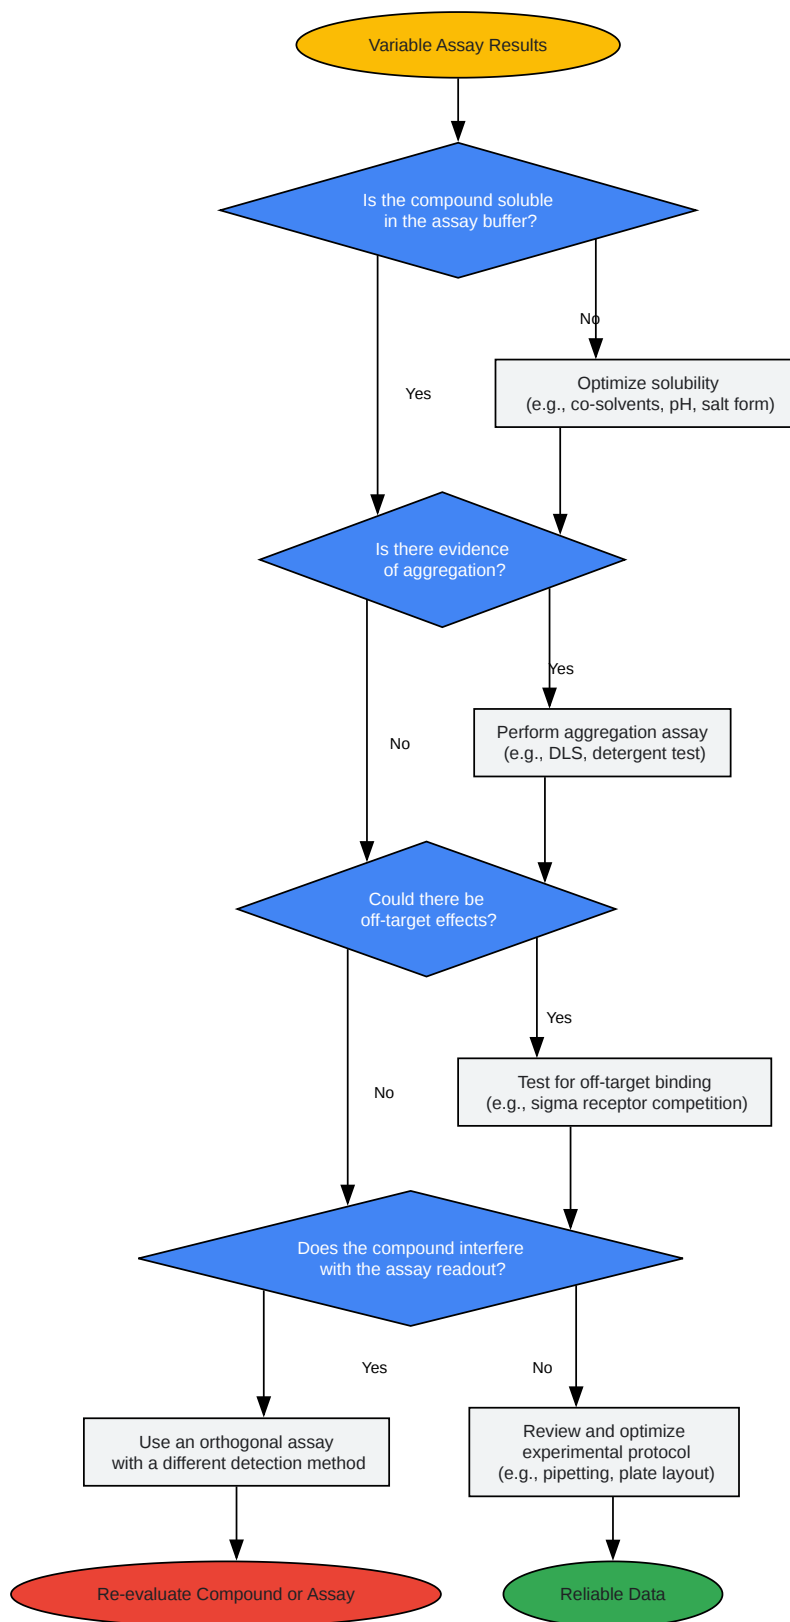 Variable Assay Results
Is the compound soluble
in the assay buffer?
No
Optimize solubility
(e.g., co-solvents, pH, salt form)
Yes
Is there evidence
of aggregation?
Yes
Perform aggregation assay
(e.g., DLS, detergent test)
No
Could there be
off-target effects?
Yes
Test for off-target binding
(e.g., sigma receptor competition)
No
Does the compound interfere
with the assay readout?
Yes
No
Use an orthogonal assay
with a different detection method
Review and optimize
experimental protocol
(e.g., pipetting, plate layout)
Re-evaluate Compound or Assay
Reliable Data